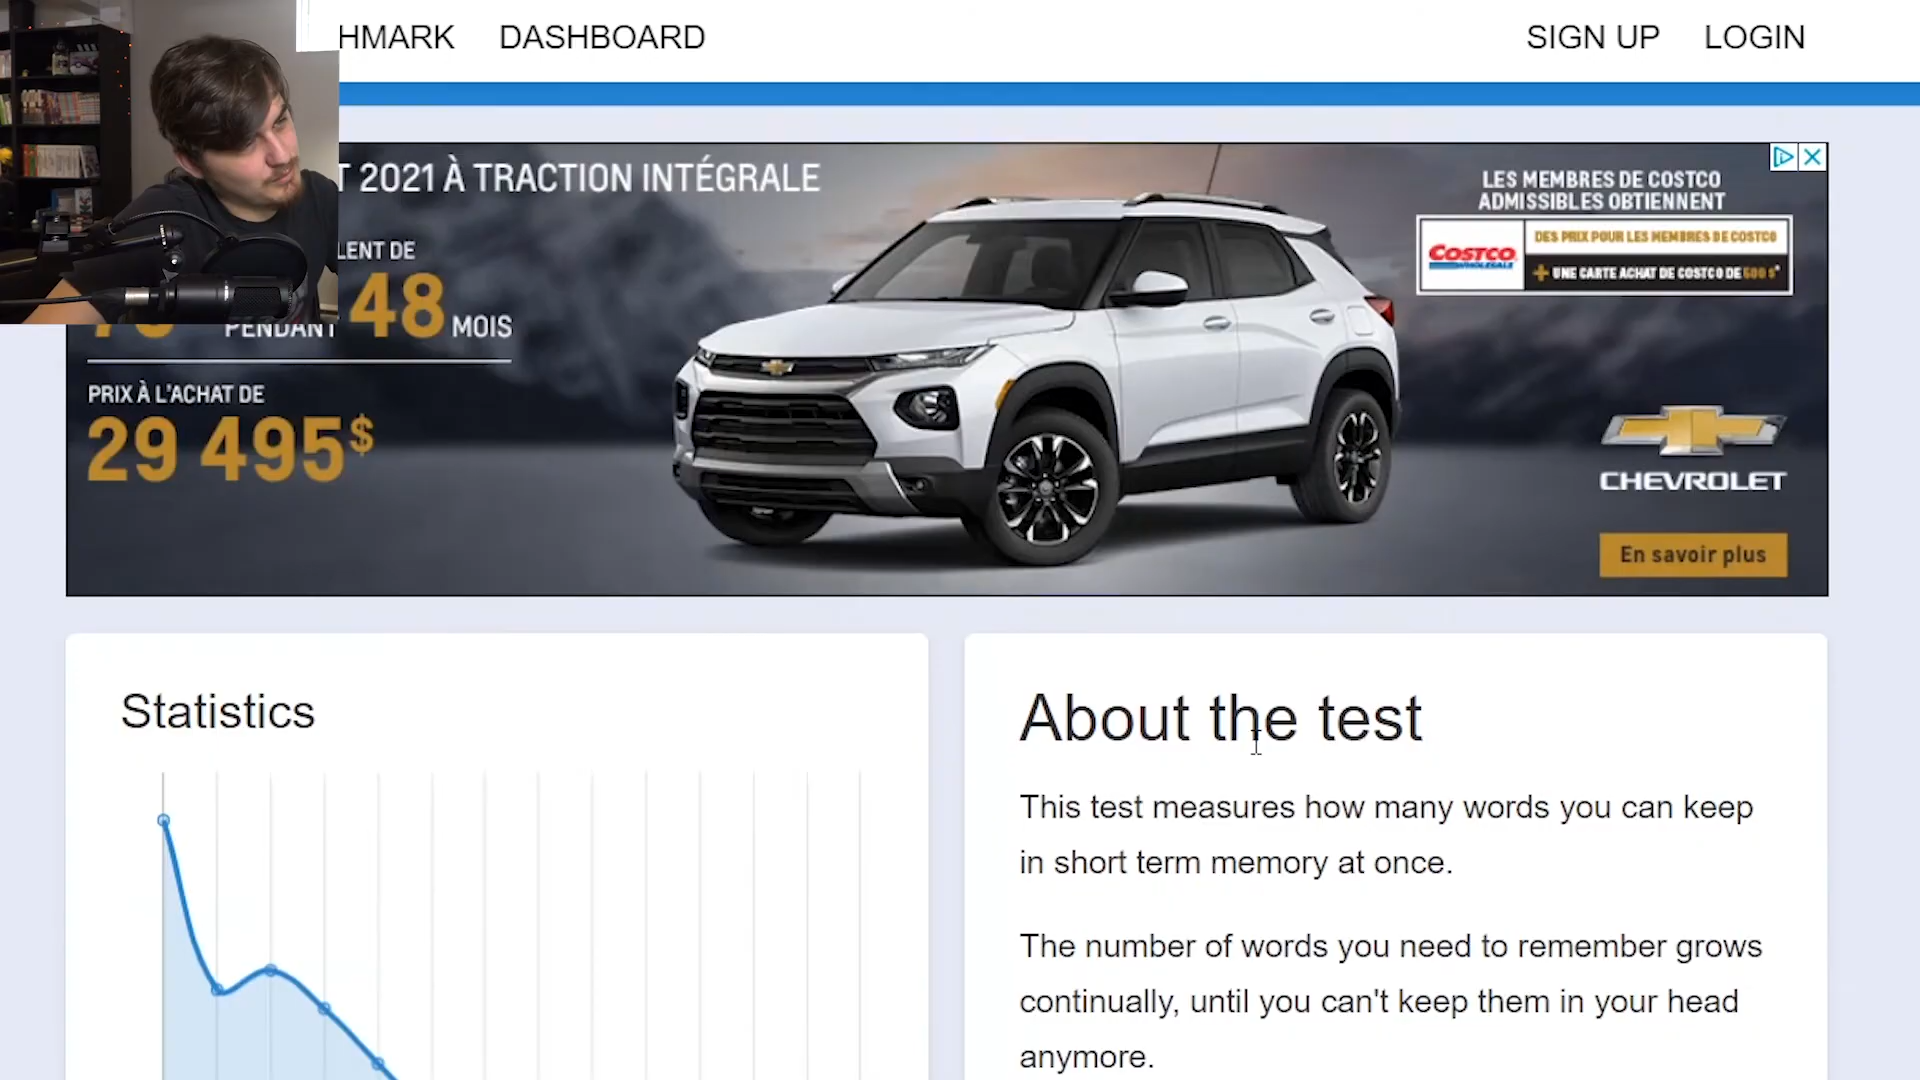 HMARK DASHBOARD SIGN UP LOGIN
T 2021 À TRACTION INTÉGRALE
LENT DE
PENDANT 48 MOIS
PRIX À L'ACHAT DE
29 495$
LES MEMBRES DE COSTCO
ADMISSIBLES OBTIENNENT
COSTCO
WHOLESALE
DES PRIX POUR LES MEMBRES DE COSTCO
+ UNE CARTE ACHAT DE COSTCO DE 500 $*
CHEVROLET
En savoir plus
Statistics
About the test
This test measures how many words you can keep
in short term memory at once.
The number of words you need to remember grows
continually, until you can't keep them in your head
anymore.